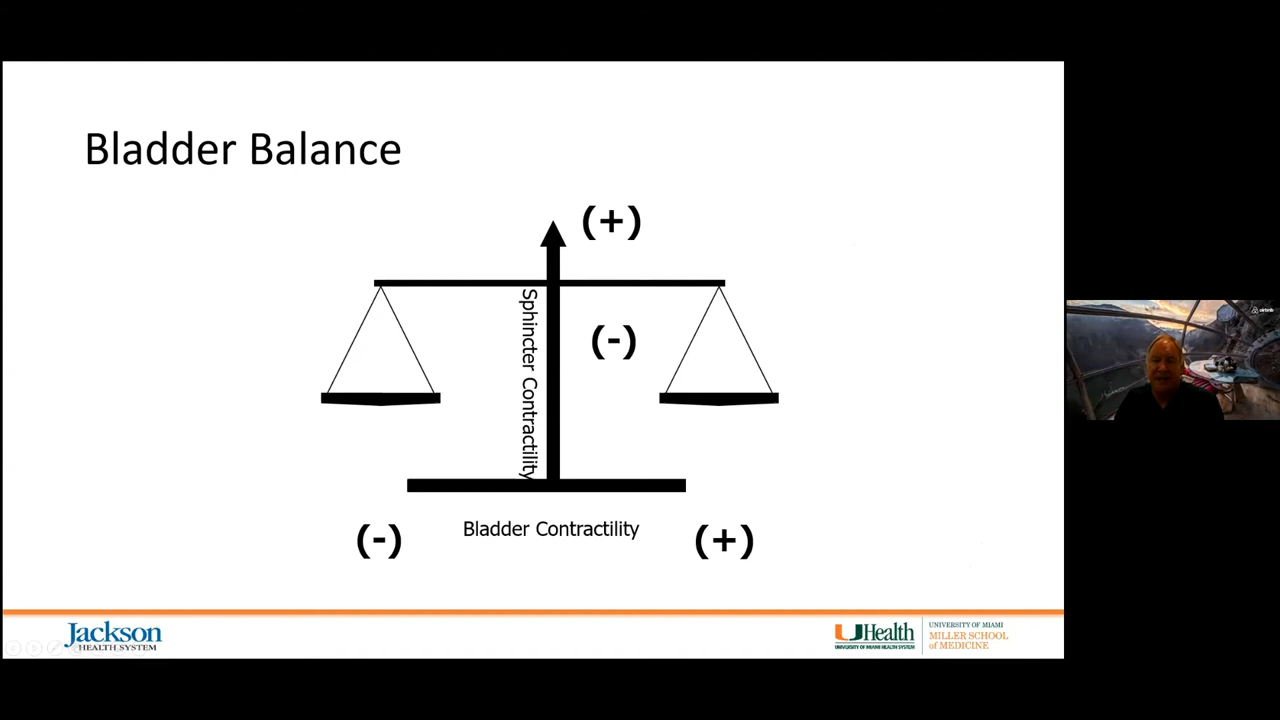 Bladder Balance
(+)
Sphincter Contractility
(-)
(-)
Bladder Contractility
(+)
Jackson
HEALTH SYSTEM
UHealth
UNIVERSITY OF MIAMI HEALTH SYSTEM
UNIVERSITY OF MIAMI
MILLER SCHOOL
of MEDICINE
airbnb